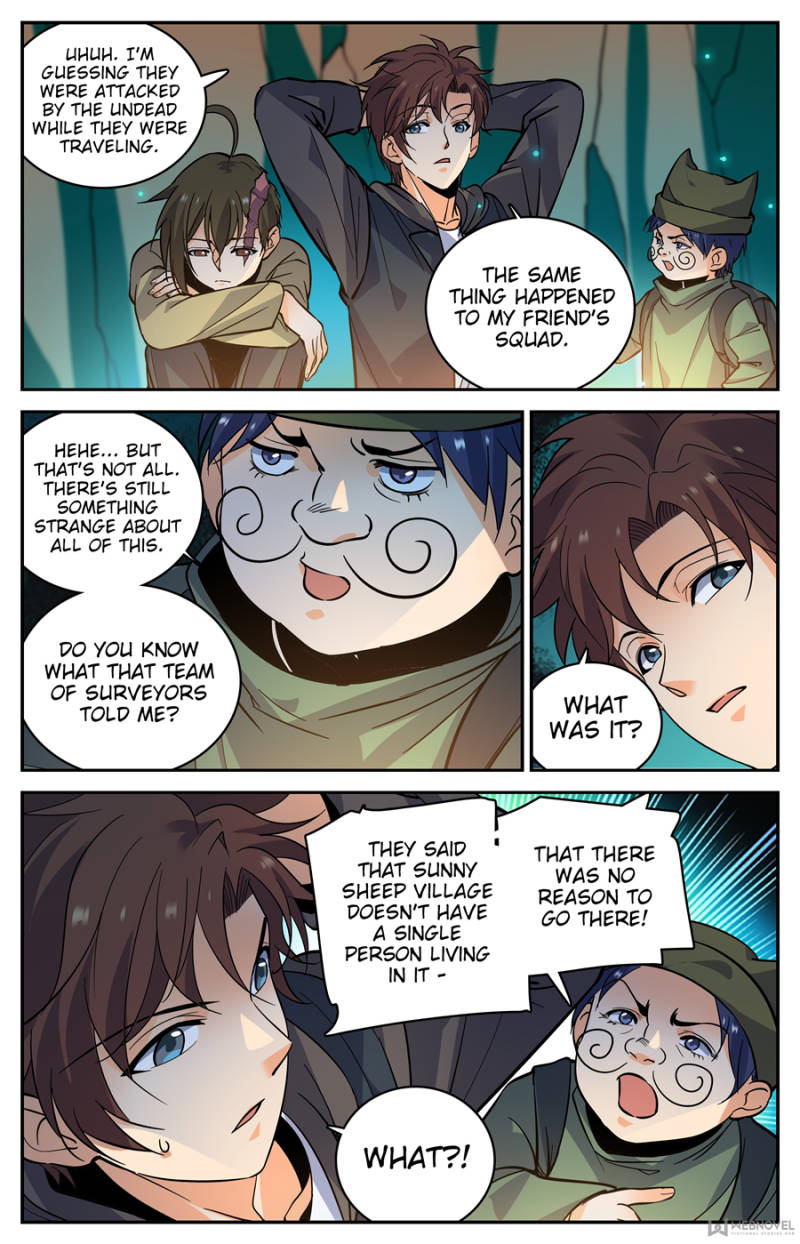 UHUH. I'M
GUESSING THEY
WERE ATTACKED
BY THE UNDEAD
WHILE THEY WERE
TRAVELING.
THE SAME
THING HAPPENED
TO MY FRIEND'S
SQUAD.
HEHE... BUT
THAT'S NOT ALL.
THERE'S STILL
SOMETHING
STRANGE ABOUT
ALL OF THIS.
DO YOU KNOW
WHAT THAT TEAM
OF SURVEYORS
TOLD ME?
WHAT
WAS IT?
THEY SAID
THAT SUNNY
SHEEP VILLAGE
DOESN'T HAVE
A SINGLE
PERSON LIVING
IN IT -
THAT THERE
WAS NO
REASON TO
GO THERE!
WHAT?!
WEBNOVEL
FICTIONAL STORIES HUB